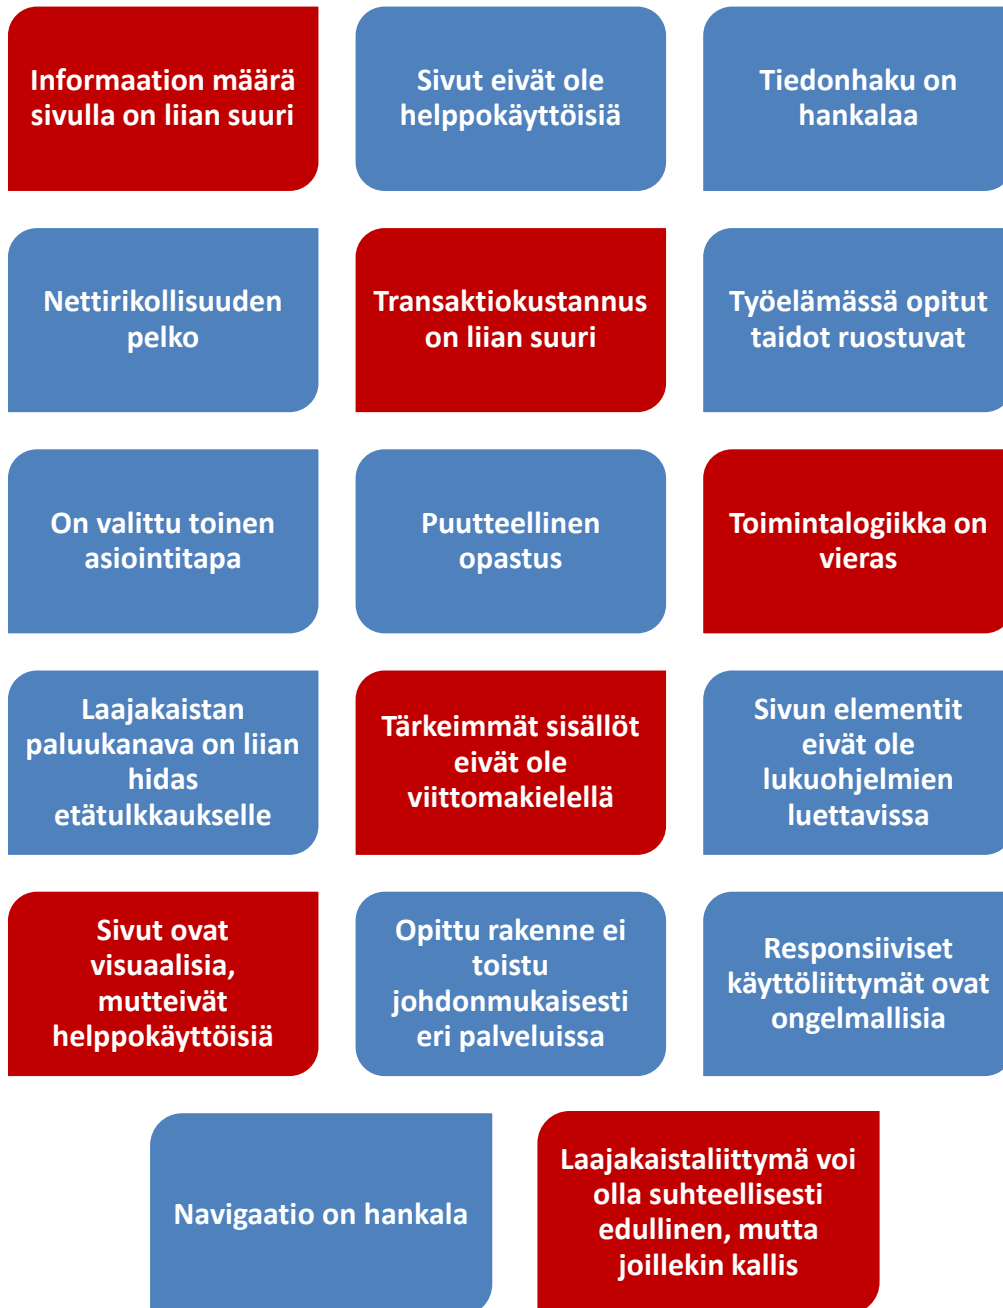 Informaation määrä
sivulla on liian suuri
Sivut eivät ole
helppokäyttöisiä
Tiedonhaku on
hankalaa
Nettirikollisuuden
pelko
Transaktiokustannus
on liian suuri
Työelämässä opitut
taidot ruostuvat
On valittu toinen
asiointitapa
Puutteellinen
opastus
Toimintalogiikka on
vieras
Laajakaistan
paluukanava on liian
hidas
etätulkkaukselle
Tärkeimmät sisällöt
eivät ole
viittomakielellä
Sivun elementit
eivät ole
lukuohjelmien
luettavissa
Sivut ovat
visuaalisia,
mutteivät
helppokäyttöisiä
Opittu rakenne ei
toistu
johdonmukaisesti
eri palveluissa
Responsiiviset
käyttöliittymät ovat
ongelmallisia
Navigaatio on hankala
Laajakaistaliittymä voi
olla suhteellisesti
edullinen, mutta
joillekin kallis